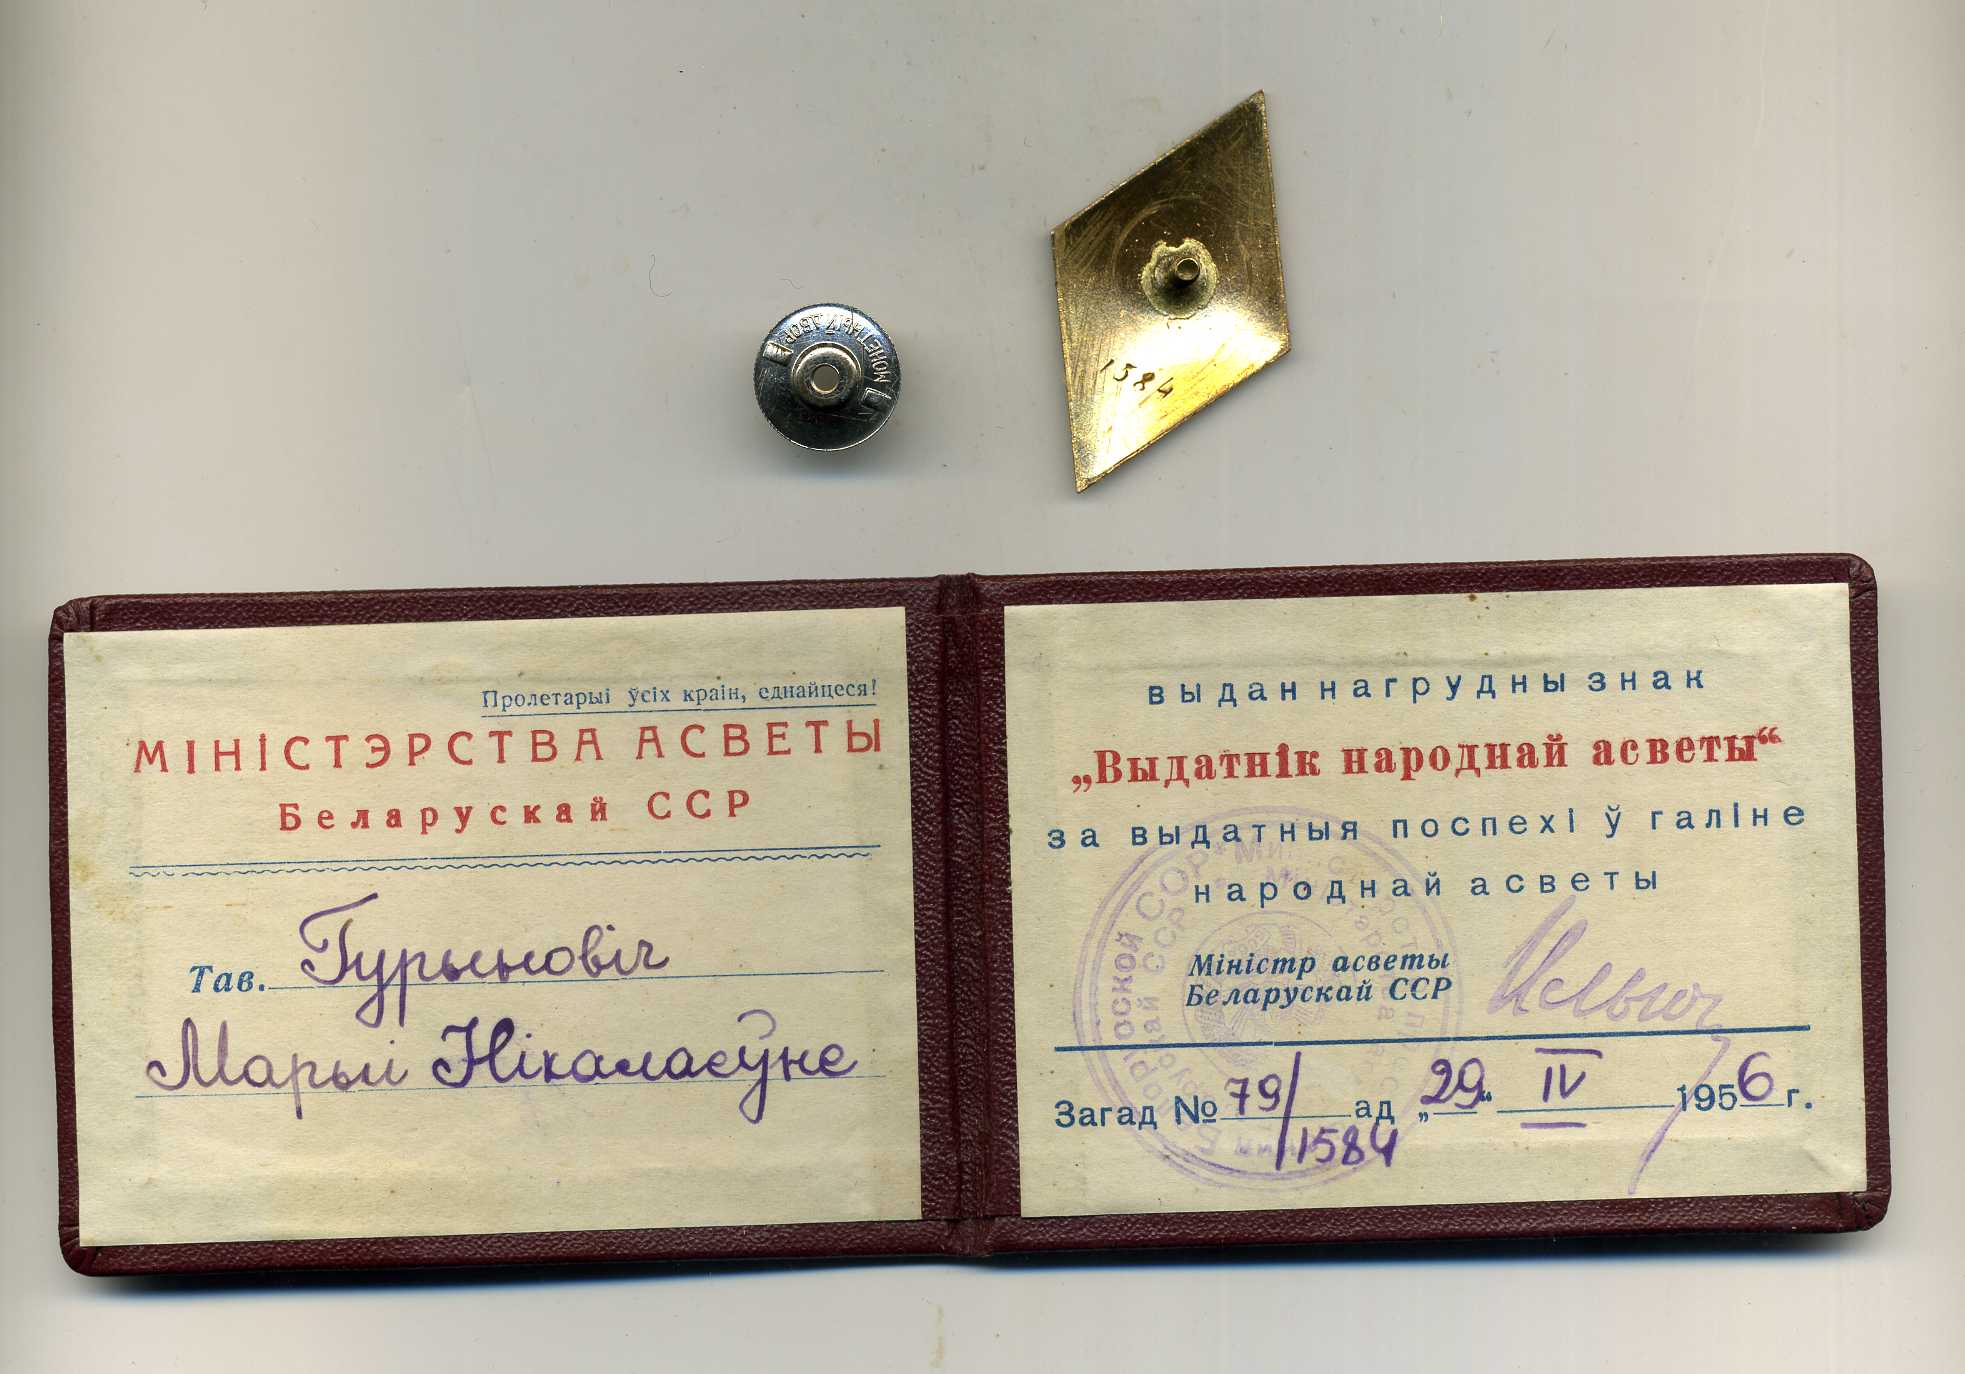 МОНЕТНЫЙ ДВОР
1584
Пролетарыі ўсіх краін, еднайцеся!
МІНІСТЭРСТВА АСВЕТЫ
Беларускай ССР
Тав. Гурыновіч
Марыі Нікалаеўне
выдан нагрудны знак
„Выдатнік народнай асветы“
за выдатныя поспехі ў галіне
народнай асветы
Міністр асветы
Беларускай ССР
Загад № 79/ ад „29“ IV 1956 г.
1584